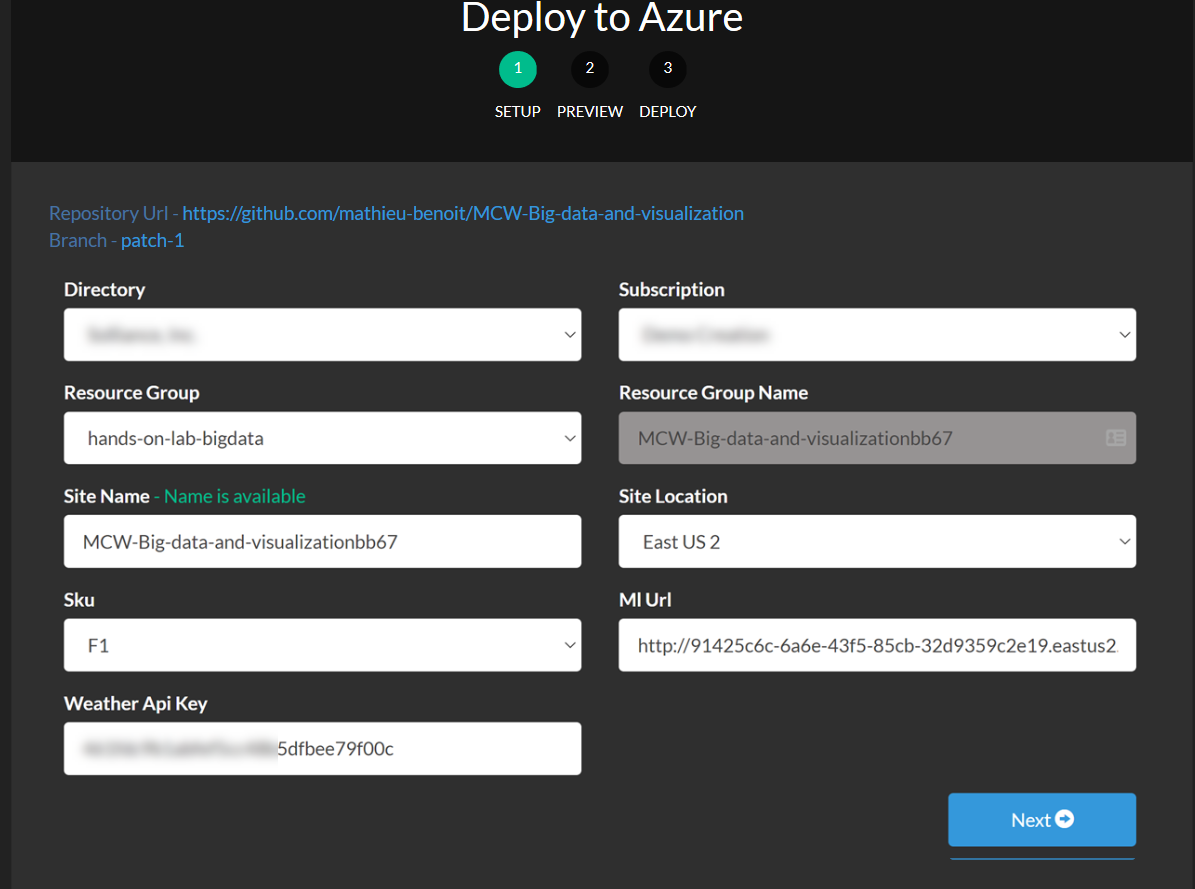 Deploy to Azure
1 2 3
SETUP PREVIEW DEPLOY
Repository Url - https://github.com/mathieu-benoit/MCW-Big-data-and-visualization
Branch - patch-1
Directory Subscription
Resource Group Resource Group Name
hands-on-lab-bigdata MCW-Big-data-and-visualizationbb67
Site Name - Name is available Site Location
MCW-Big-data-and-visualizationbb67 East US 2
Sku Ml Url
F1 http://91425c6c-6a6e-43f5-85cb-32d9359c2e19.eastus2.
Weather Api Key
5dfbee79f00c
Next